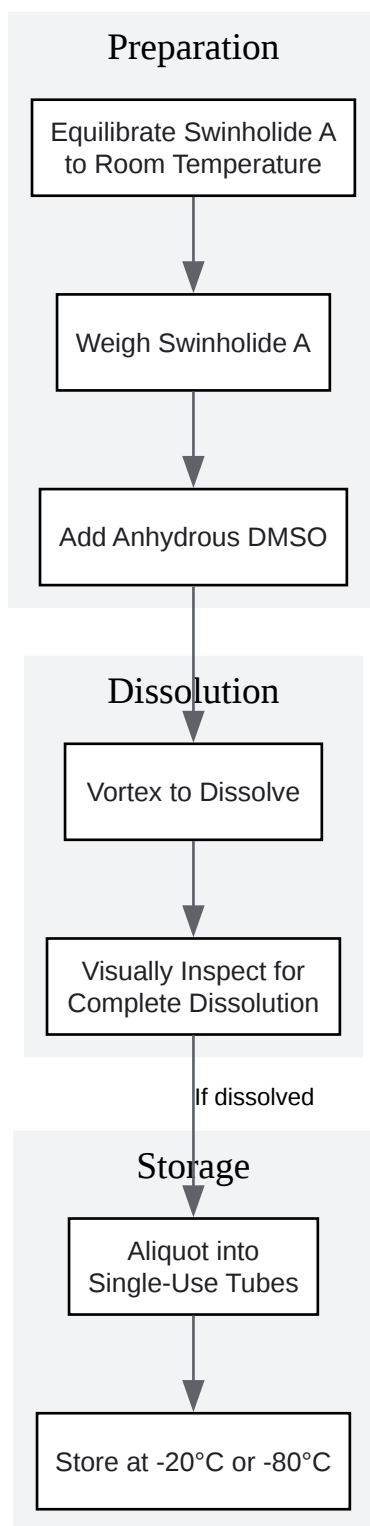 Preparation
Equilibrate Swinholide A
to Room Temperature
Weigh Swinholide A
Add Anhydrous DMSO
Dissolution
Vortex to Dissolve
Visually Inspect for
Complete Dissolution
If dissolved
Storage
Aliquot into
Single-Use Tubes
Store at -20°C or -80°C